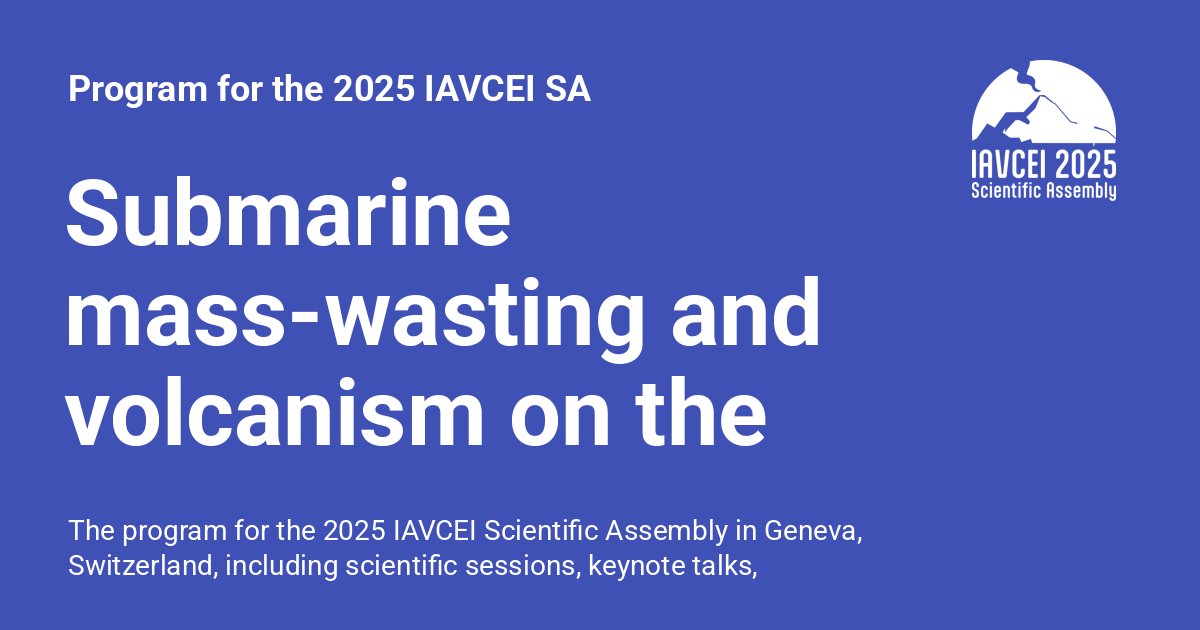 Program for the 2025 IAVCEI SA
IAVCEI 2025
Scientific Assembly
Submarine
mass-wasting and
volcanism on the
The program for the 2025 IAVCEI Scientific Assembly in Geneva,
Switzerland, including scientific sessions, keynote talks,